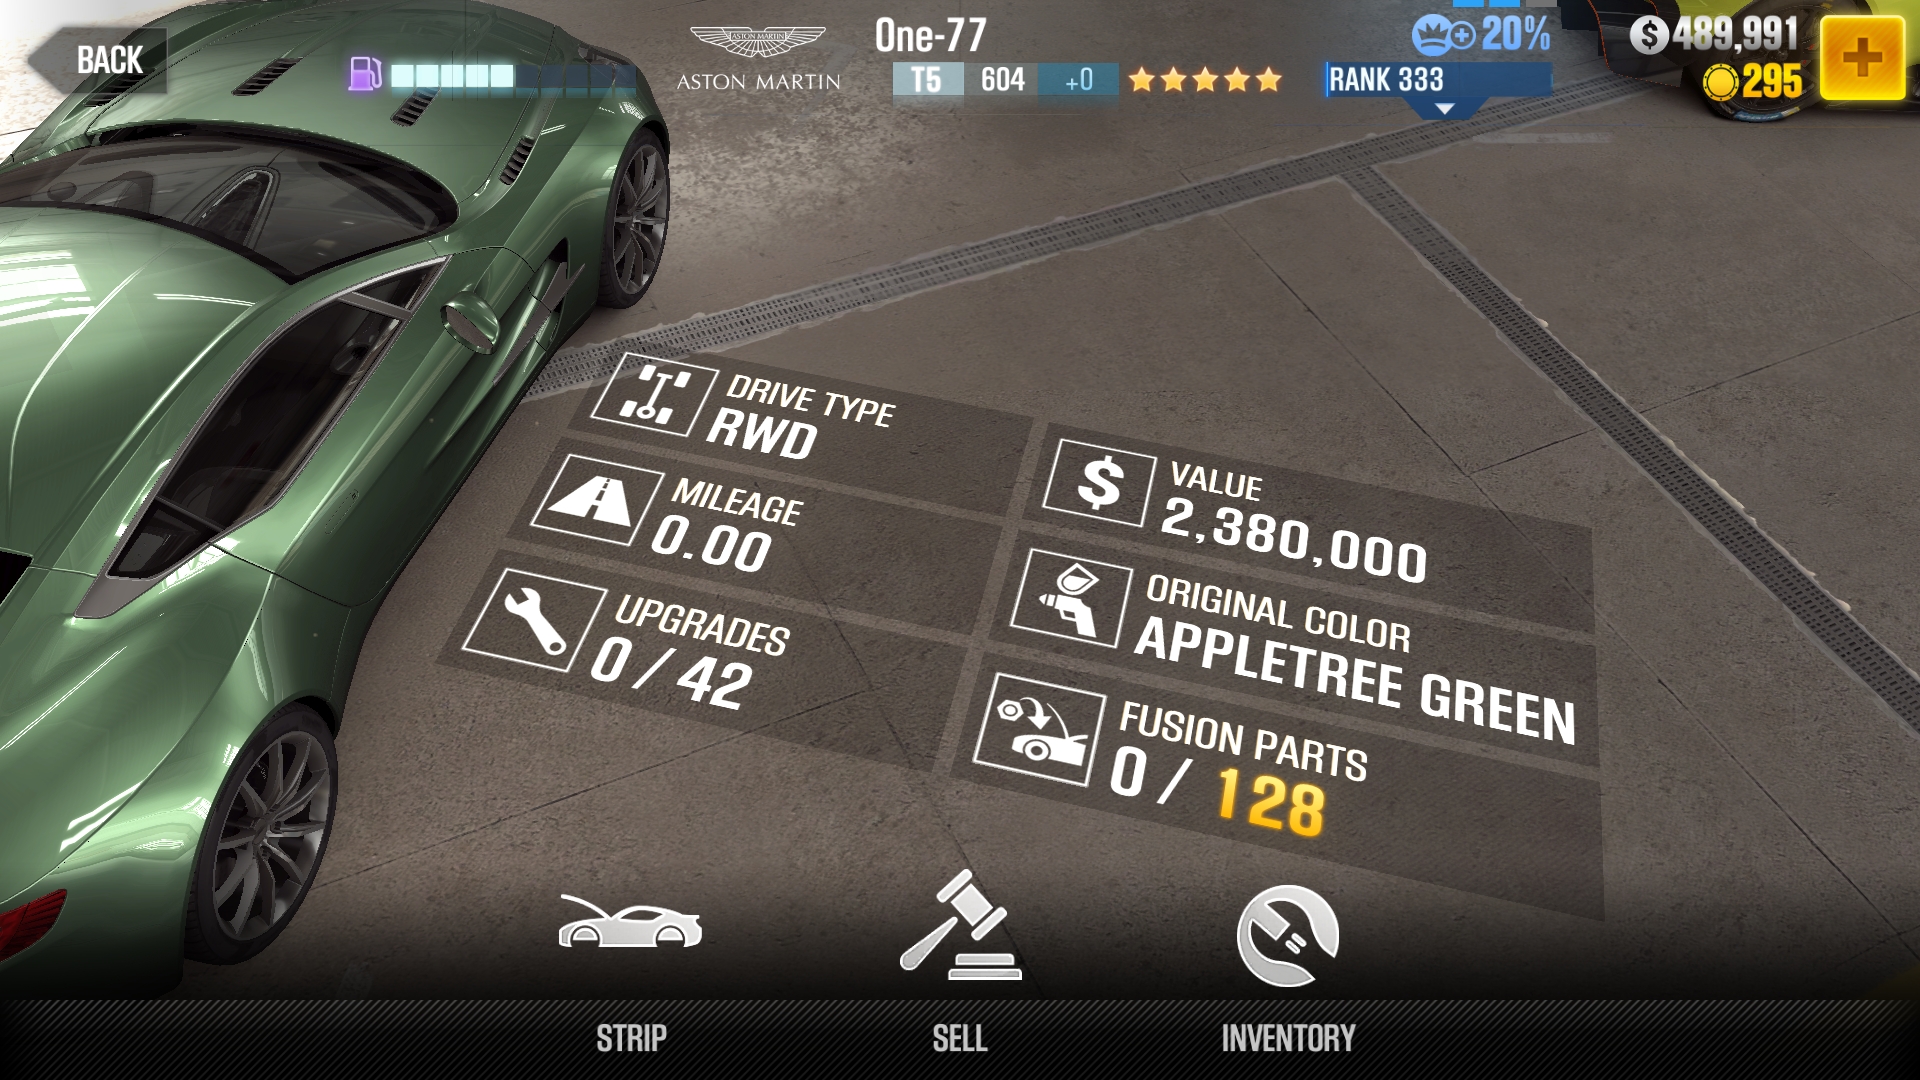 BACK
ASTON MARTIN
ASTON MARTIN
One-77
T5 604 +0
20%
RANK 333
$ 489,991
295
DRIVE TYPE
RWD
MILEAGE
0.00
UPGRADES
0 / 42
$ VALUE
2,380,000
ORIGINAL COLOR
APPLETREE GREEN
FUSION PARTS
0 / 128
STRIP
SELL
INVENTORY